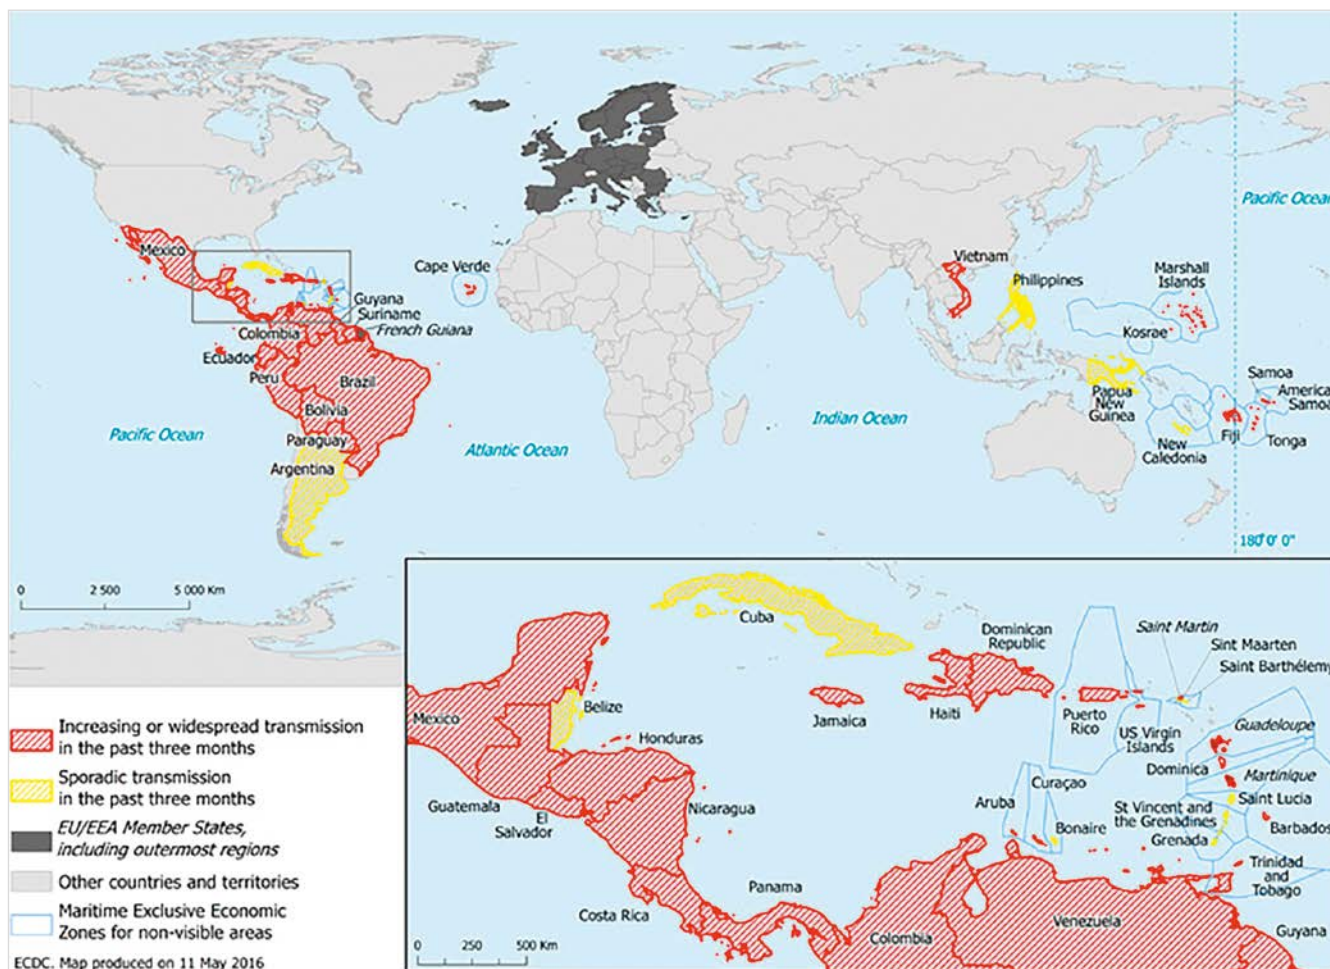 Pacific Ocean
Mexico
Cape Verde
Vietnam
Philippines
Marshall
Islands
Guyana
Suriname
French Guiana
Colombia
Kosrae
Ecuador
Peru
Brazil
Samoa
America
Samoa
Papua
New
Guinea
Bolivia
Indian Ocean
Pacific Ocean
Paraguay
Atlantic Ocean
Fiji
Tonga
New
Caledonia
Argentina
180° 0' 0"
0 2 500 5 000 Km
Cuba
Dominican
Republic
Saint Martin
Sint Maarten
Saint Barthélemy
Mexico
Belize
Jamaica
Haiti
Puerto
Rico
US Virgin
Islands
Guadeloupe
Honduras
Dominica
Martinique
Curaçao
Aruba
Bonaire
Guatemala
El
Salvador
Nicaragua
St Vincent and
the Grenadines
Grenada
Saint Lucia
Barbados
Trinidad
and
Tobago
Panama
Costa Rica
Venezuela
Colombia
Guyana
0 250 500 Km
Increasing or widespread transmission
in the past three months
Sporadic transmission
in the past three months
EU/EEA Member States,
including outermost regions
Other countries and territories
Maritime Exclusive Economic
Zones for non-visible areas
ECDC. Map produced on 11 May 2016